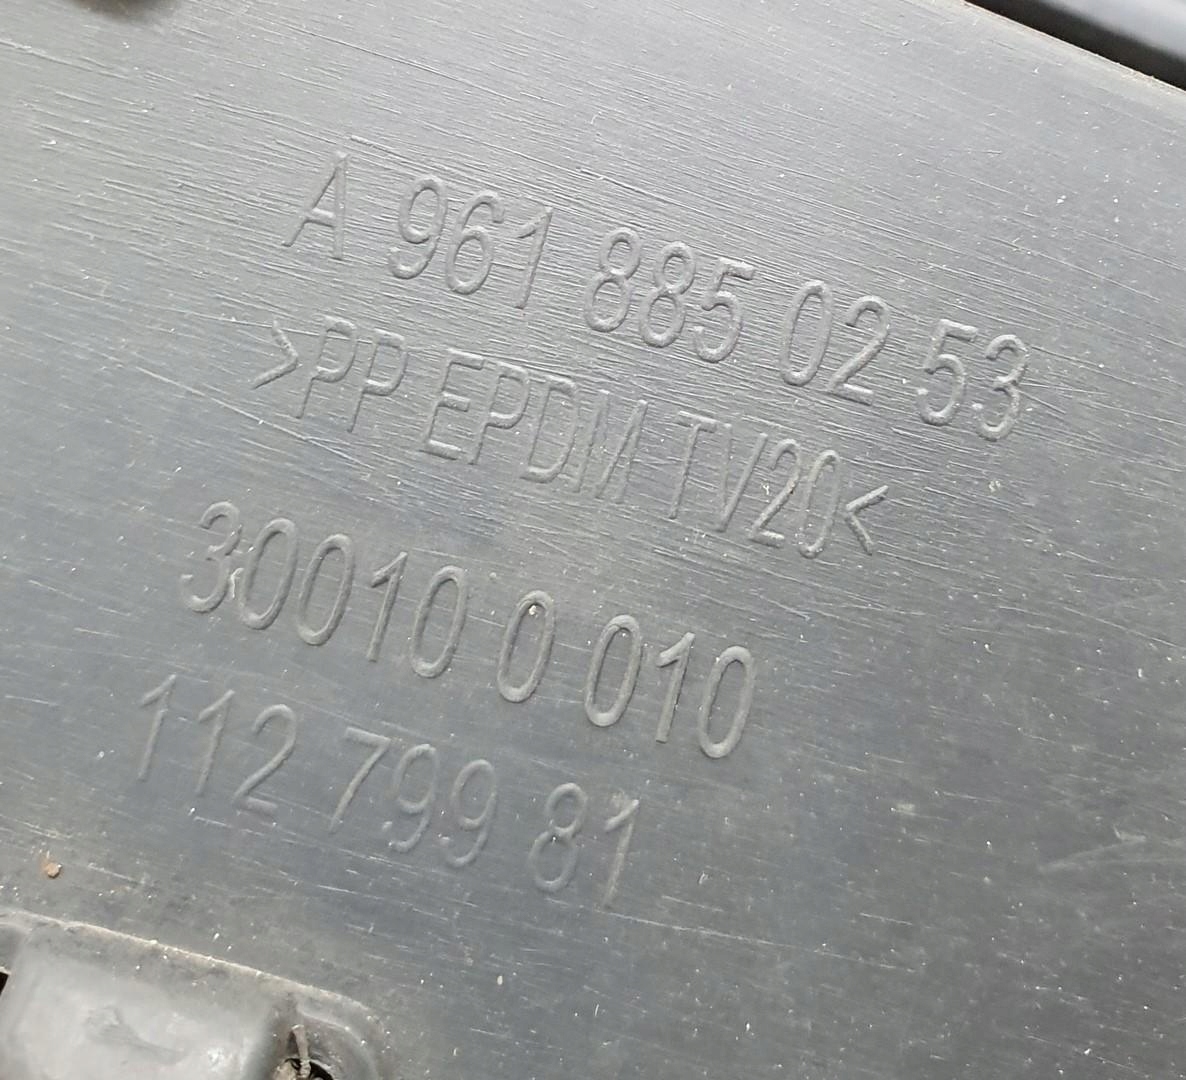 A 961 885 02 53
>PP EPDM TV20<
30010 0 010
112 799 81